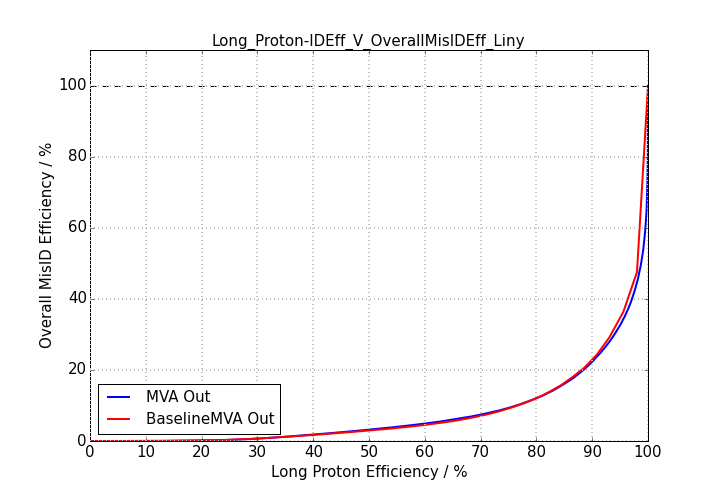 Long_Proton-IDEff_V_OverallMisIDEff_Liny
100
80
60
40
20
0
Overall MisID Efficiency / %
MVA Out
BaselineMVA Out
0 10 20 30 40 50 60 70 80 90 100
Long Proton Efficiency / %